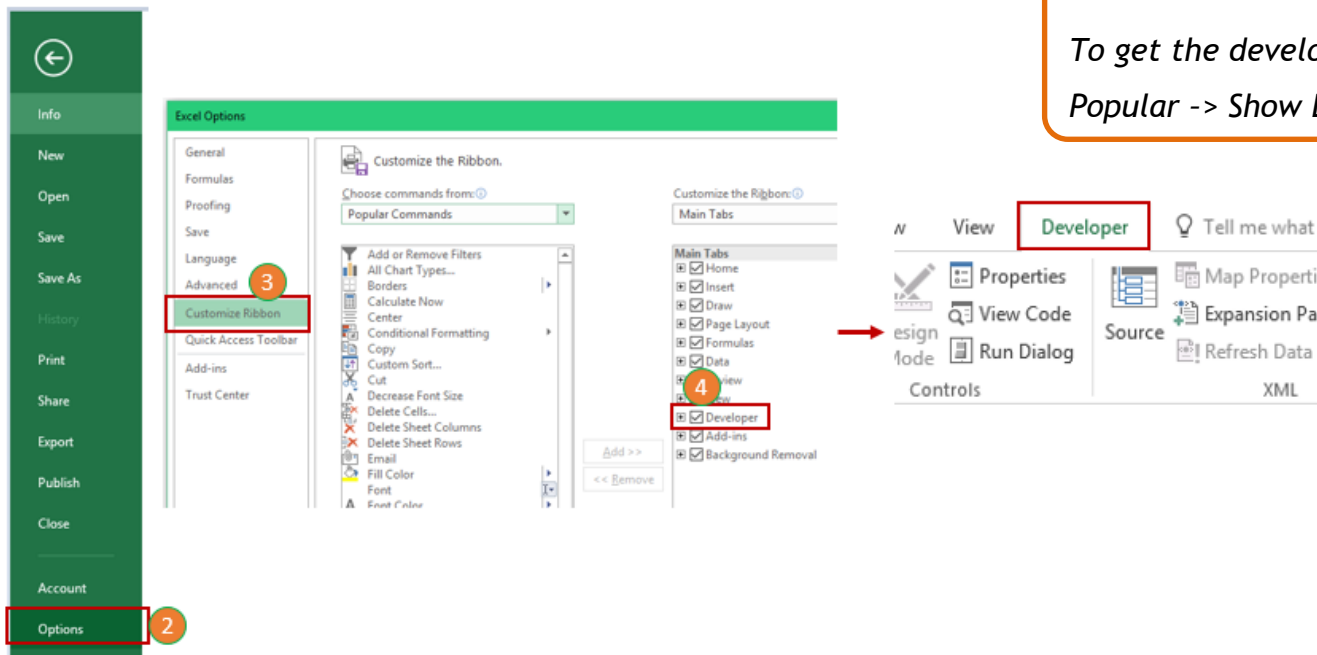 Info
New
Open
Save
Save As
History
Print
Share
Export
Publish
Close
Account
Options
2
Excel Options
General
Formulas
Proofing
Save
Language
Advanced
3
Customize Ribbon
Quick Access Toolbar
Add-ins
Trust Center
Customize the Ribbon.
Choose commands from:
Popular Commands
Add or Remove Filters
All Chart Types...
Borders
Calculate Now
Center
Conditional Formatting
Copy
Custom Sort...
Cut
Decrease Font Size
Delete Cells...
Delete Sheet Columns
Delete Sheet Rows
Email
Fill Color
Font
Font Color
Add >>
<< Remove
Customize the Ribbon:
Main Tabs
Main Tabs
Home
Insert
Draw
Page Layout
Formulas
Data
4
Developer
Add-ins
Background Removal
To get the
Popular -> Show
View Developer Tell me what
Properties
View Code
Run Dialog
Controls
Source
Map
Expansion
Refresh Data
XML